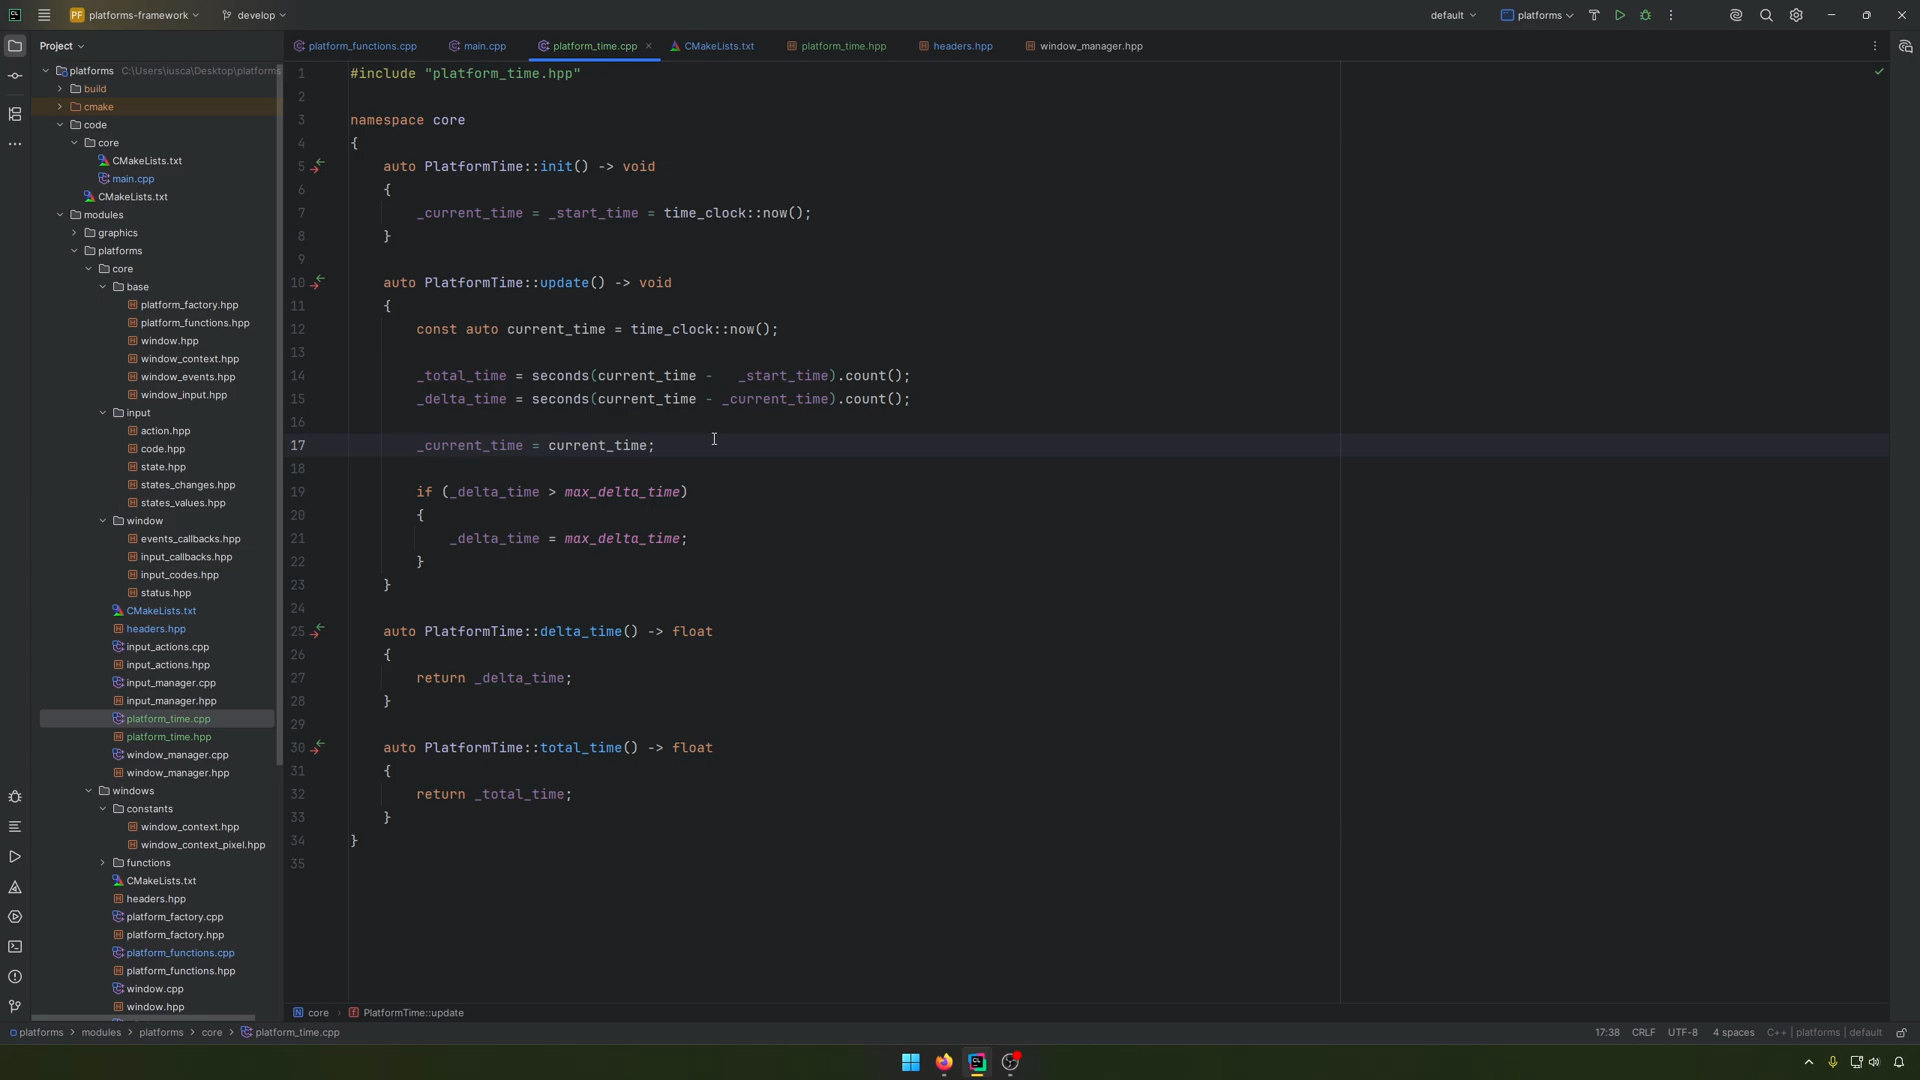 PF platforms-framework develop default platforms
Project
platform_functions.cpp main.cpp platform_time.cpp CMakeLists.txt platform_time.hpp headers.hpp window_manager.hpp
platforms C:\Users\iusca\Desktop\platforms
build
cmake
code
core
CMakeLists.txt
main.cpp
CMakeLists.txt
modules
graphics
platforms
core
base
platform_factory.hpp
platform_functions.hpp
window.hpp
window_context.hpp
window_events.hpp
window_input.hpp
input
action.hpp
code.hpp
state.hpp
states_changes.hpp
states_values.hpp
window
events_callbacks.hpp
input_callbacks.hpp
input_codes.hpp
status.hpp
CMakeLists.txt
headers.hpp
input_actions.cpp
input_actions.hpp
input_manager.cpp
input_manager.hpp
platform_time.cpp
platform_time.hpp
window_manager.cpp
window_manager.hpp
windows
constants
window_context.hpp
window_context_pixel.hpp
functions
CMakeLists.txt
headers.hpp
platform_factory.cpp
platform_factory.hpp
platform_functions.cpp
platform_functions.hpp
window.cpp
window.hpp
1 #include "platform_time.hpp"
2
3 namespace core
4 {
5 auto PlatformTime::init() -> void
6 {
7 _current_time = _start_time = time_clock::now();
8 }
9
10 auto PlatformTime::update() -> void
11 {
12 const auto current_time = time_clock::now();
13
14 _total_time = seconds(current_time -   _start_time).count();
15 _delta_time = seconds(current_time - _current_time).count();
16
17 _current_time = current_time;
18
19 if (_delta_time > max_delta_time)
20 {
21 _delta_time = max_delta_time;
22 }
23 }
24
25 auto PlatformTime::delta_time() -> float
26 {
27 return _delta_time;
28 }
29
30 auto PlatformTime::total_time() -> float
31 {
32 return _total_time;
33 }
34 }
35
core PlatformTime::update
platforms modules platforms core platform_time.cpp 17:38 CRLF UTF-8 4 spaces C++ | platforms | default